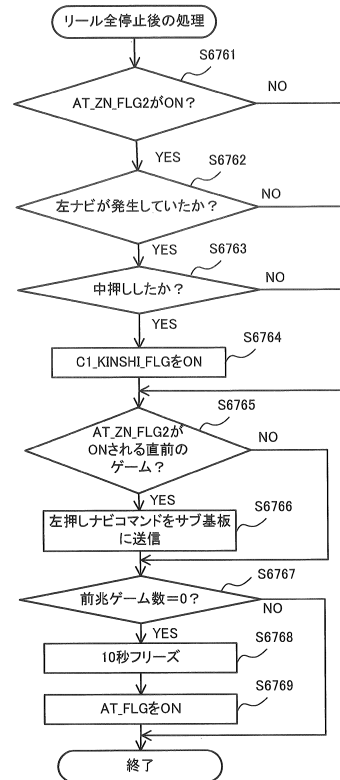 リール全停止後の処理
S6761
AT_ZN_FLG2がON？
NO
YES
S6762
左ナビが発生していたか？
NO
YES
S6763
中押ししたか？
NO
YES
S6764
C1_KINSHI_FLGをON
S6765
AT_ZN_FLG2が
ONされる直前の
ゲーム？
NO
YES
S6766
左押しナビコマンドをサブ基板
に送信
S6767
前兆ゲーム数＝0？
NO
YES
S6768
10秒フリーズ
S6769
AT_FLGをON
終了